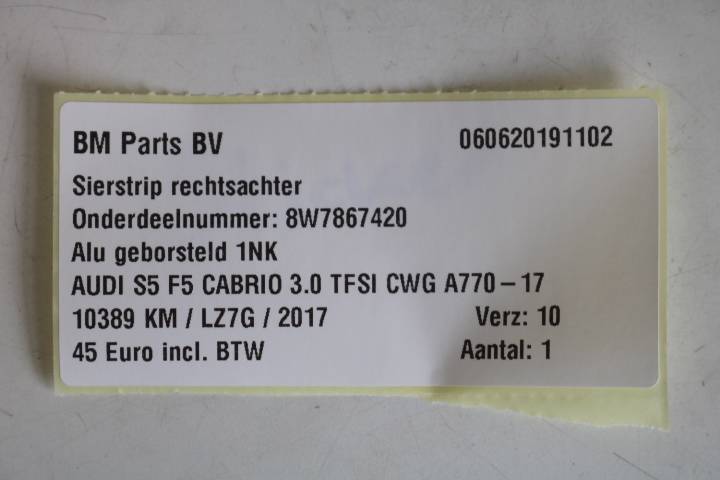 BM Parts BV 060620191102
Sierstrip rechtsachter
Onderdeelnummer: 8W7867420
Alu geborsteld 1NK
AUDI S5 F5 CABRIO 3.0 TFSI CWG A770 – 17
10389 KM / LZ7G / 2017 Verz: 10
45 Euro incl. BTW Aantal: 1